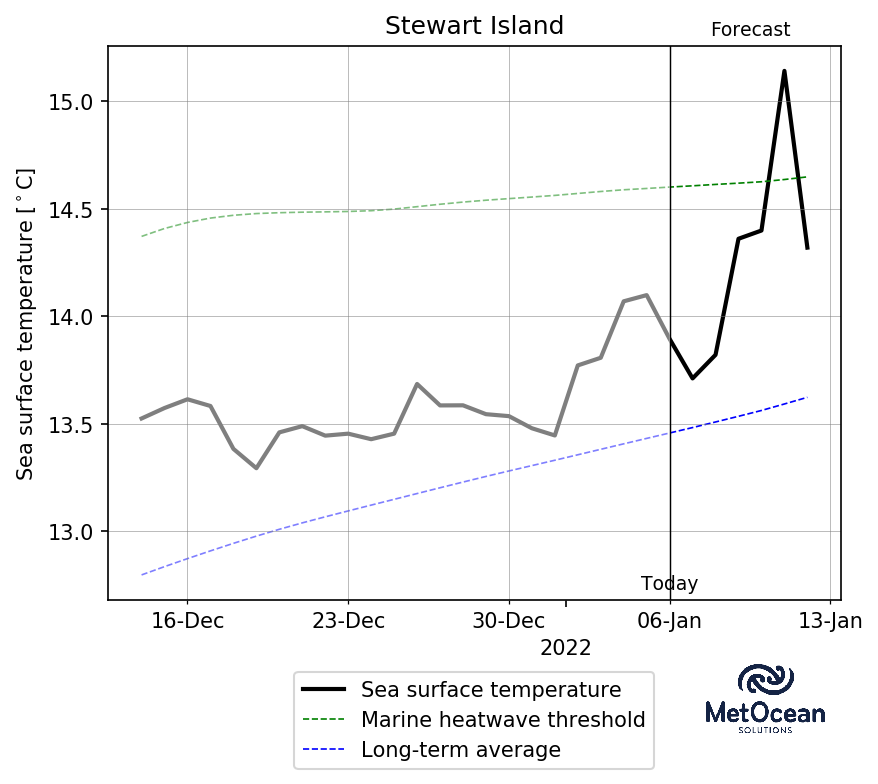 Stewart Island
Forecast
Sea surface temperature [°C]
15.0
14.5
14.0
13.5
13.0
Today
16-Dec
23-Dec
30-Dec
06-Jan
13-Jan
2022
Sea surface temperature
Marine heatwave threshold
Long-term average
MetOcean
SOLUTIONS